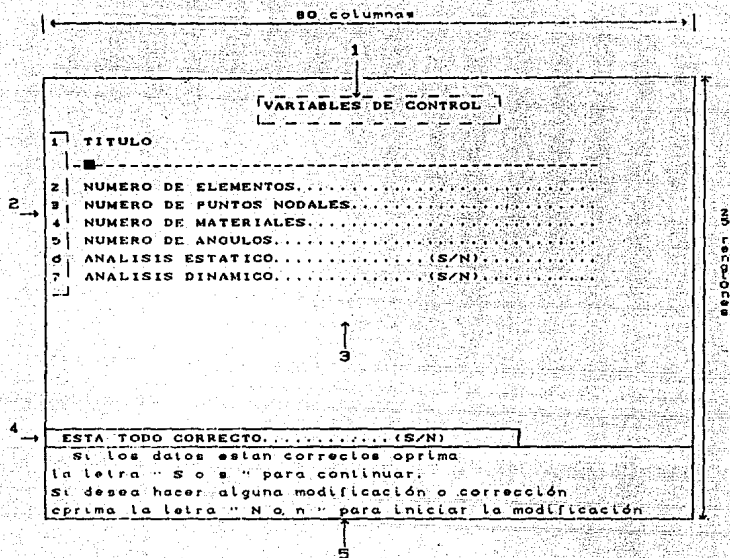 80 columnas
1
VARIABLES DE CONTROL
1 TITULO
2 NUMERO DE ELEMENTOS
3 NUMERO DE PUNTOS NODALES
4 NUMERO DE MATERIALES
5 NUMERO DE ANGULOS
6 ANALISIS ESTATICO (S/N)
7 ANALISIS DINAMICO (S/N)
2
3
4
ESTA TODO CORRECTO (S/N)
Si los datos estan correctos oprima
la letra " S o s " para continuar.
Si desea hacer alguna modificación o corrección
oprima la letra " N o n " para iniciar la modificación
5
25 renglones